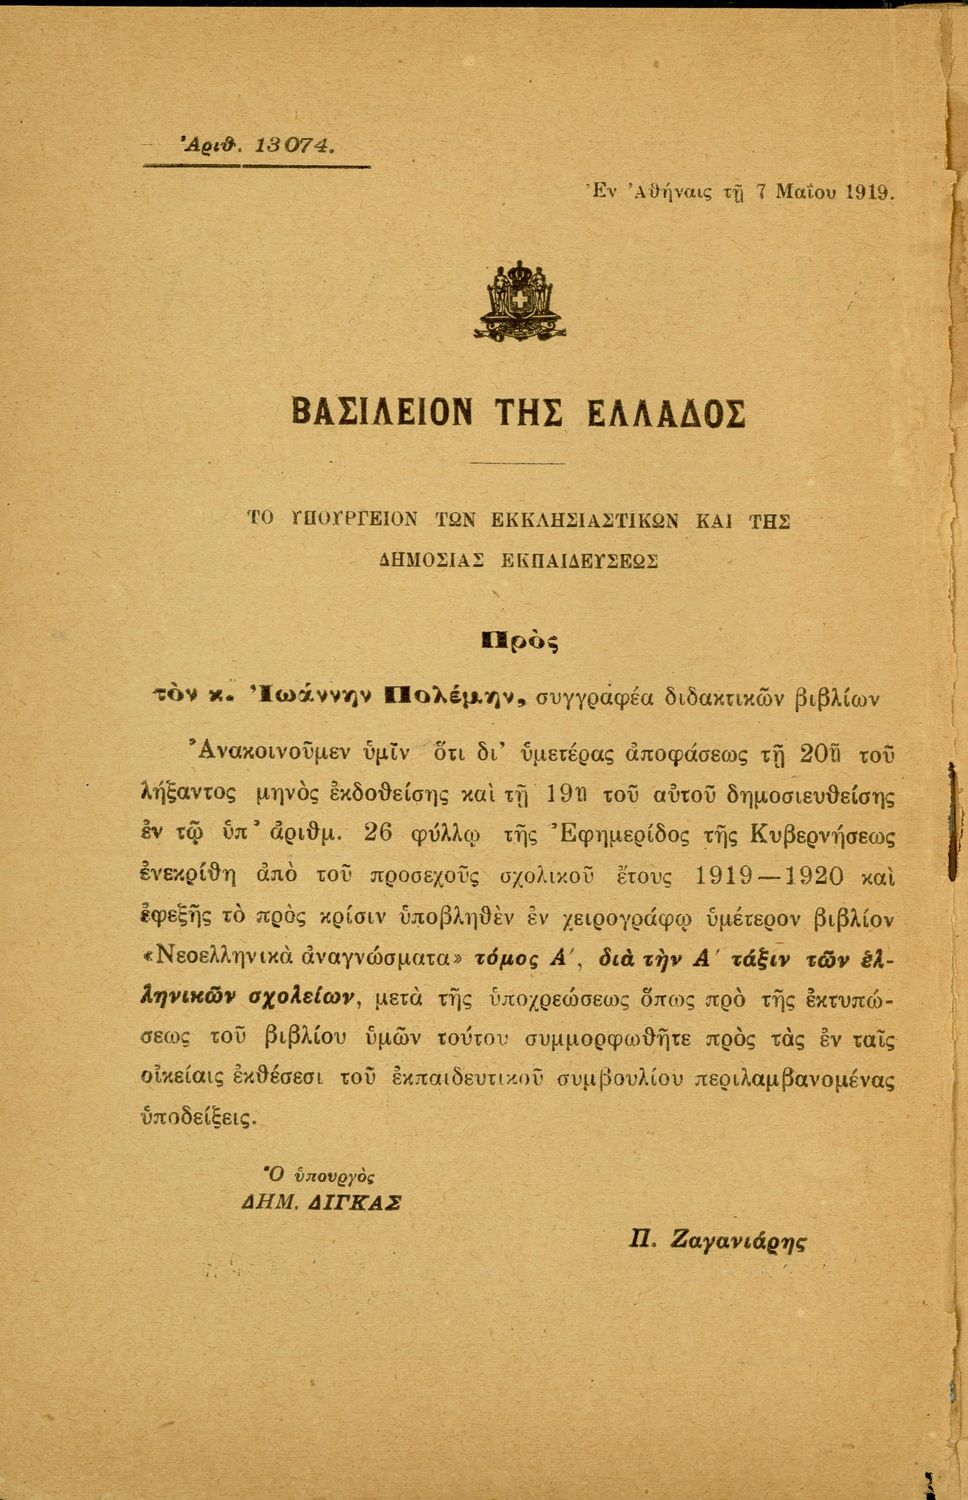 Ἀριθ. 13074.
Ἐν Ἀθήναις τῇ 7 Μαΐου 1919.
ΒΑΣΙΛΕΙΟΝ ΤΗΣ ΕΛΛΑΔΟΣ
ΤΟ ΥΠΟΥΡΓΕΙΟΝ ΤΩΝ ΕΚΚΛΗΣΙΑΣΤΙΚΩΝ ΚΑΙ ΤΗΣ
ΔΗΜΟΣΙΑΣ ΕΚΠΑΙΔΕΥΣΕΩΣ
Πρὸς
τὸν κ. Ἰωάννην Πολέμην, συγγραφέα διδακτικῶν βιβλίων
Ἀνακοινοῦμεν ὑμῖν ὅτι δι’ ὑμετέρας ἀποφάσεως τῇ 20ῇ τοῦ
λήξαντος μηνὸς ἐκδοθείσης καὶ τῇ 19ῃ τοῦ αὐτοῦ δημοσιευθείσης
ἐν τῷ ὑπ’ ἀριθμ. 26 φύλλῳ τῆς Ἐφημερίδος τῆς Κυβερνήσεως
ἐνεκρίθη ἀπὸ τοῦ προσεχοῦς σχολικοῦ ἔτους 1919—1920 καὶ
ἐφεξῆς τὸ πρὸς κρίσιν ὑποβληθὲν ἐν χειρογράφῳ ὑμέτερον βιβλίον
«Νεοελληνικὰ ἀναγνώσματα» τόμος Α΄, διὰ τὴν Α΄ τάξιν τῶν ἑλ-
ληνικῶν σχολείων, μετὰ τῆς ὑποχρεώσεως ὅπως πρὸ τῆς ἐκτυπώ-
σεως τοῦ βιβλίου ὑμῶν τούτου συμμορφωθῆτε πρὸς τὰς ἐν ταῖς
οἰκείαις ἐκθέσεσι τοῦ ἐκπαιδευτικοῦ συμβουλίου περιλαμβανομένας
ὑποδείξεις.
Ὁ ὑπουργὸς
ΔΗΜ. ΔΙΓΚΑΣ
Π. Ζαγανιάρης